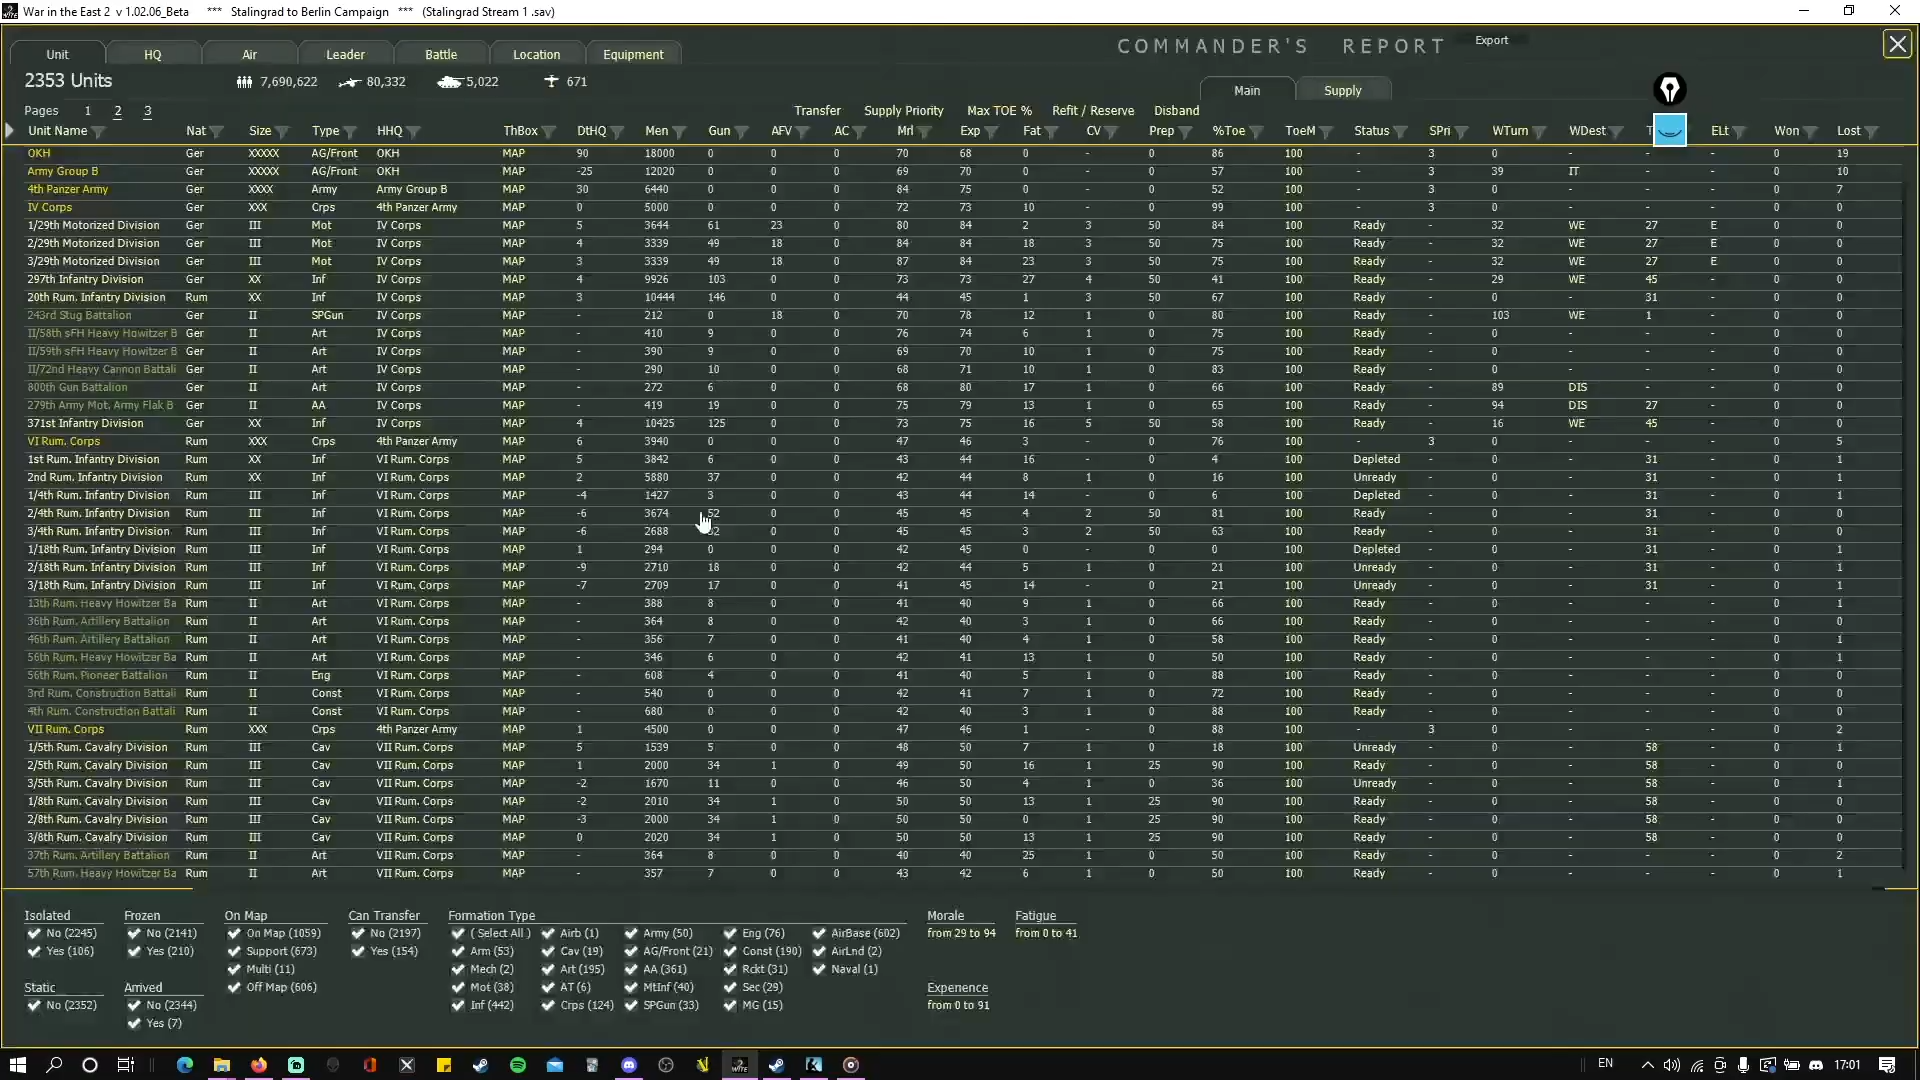 War in the East 2 v 1.02.06_Beta *** Stalingrad to Berlin Campaign *** (Stalingrad Stream 1 .sav)
Unit HQ Air Leader Battle Location Equipment COMMANDER'S REPORT Export
2353 Units 7,690,622 80,332 5,022 671 Main Supply
Pages 1 2 3 Transfer Supply Priority Max TOE % Refit / Reserve Disband
Unit Name Nat Size Type HHQ ThBox DtHQ Men Gun AFV AC Mrl Exp Fat CV Prep %Toe ToeM Status SPri WTurn WDest ELt Won Lost
OKH Ger XXXXX AG/Front OKH MAP 90 18000 0 0 0 70 68 0 - 0 86 100 - 3 0 - - - 0 19
Army Group B Ger XXXXX AG/Front OKH MAP -25 12020 0 0 0 69 70 0 - 0 57 100 - 3 39 IT - - 0 10
4th Panzer Army Ger XXXX Army Army Group B MAP 30 6440 0 0 0 84 75 0 - 0 52 100 - 3 0 - - - 0 7
IV Corps Ger XXX Crps 4th Panzer Army MAP 0 5000 0 0 0 72 73 10 - 0 99 100 - 3 0 - - - 0 0
1/29th Motorized Division Ger III Mot IV Corps MAP 5 3644 61 23 0 80 84 2 3 50 84 100 Ready - 32 WE 27 E 0 0
2/29th Motorized Division Ger III Mot IV Corps MAP 4 3339 49 18 0 84 84 18 3 50 75 100 Ready - 32 WE 27 E 0 0
3/29th Motorized Division Ger III Mot IV Corps MAP 3 3339 49 18 0 87 84 23 3 50 75 100 Ready - 32 WE 27 E 0 0
297th Infantry Division Ger XX Inf IV Corps MAP 4 9926 103 0 0 73 73 27 4 50 41 100 Ready - 29 WE 45 - 0 0
20th Rum. Infantry Division Rum XX Inf IV Corps MAP 3 10444 146 0 0 44 45 1 3 50 67 100 Ready - 0 - 31 - 0 0
243rd Stug Battalion Ger II SPGun IV Corps MAP - 212 0 18 0 70 78 12 1 0 80 100 Ready - 103 WE 1 - 0 0
II/58th sFH Heavy Howitzer B Ger II Art IV Corps MAP - 410 9 0 0 76 74 6 1 0 75 100 Ready - 0 - - - 0 0
II/59th sFH Heavy Howitzer B Ger II Art IV Corps MAP - 390 9 0 0 69 70 10 1 0 75 100 Ready - 0 - - - 0 0
II/72nd Heavy Cannon Battali Ger II Art IV Corps MAP - 290 10 0 0 68 71 10 1 0 83 100 Ready - 0 - - - 0 0
800th Gun Battalion Ger II Art IV Corps MAP - 272 6 0 0 68 80 17 1 0 66 100 Ready - 89 DIS - - 0 0
279th Army Mot. Army Flak B Ger II AA IV Corps MAP - 419 19 0 0 75 79 13 1 0 65 100 Ready - 94 DIS 27 - 0 0
371st Infantry Division Ger XX Inf IV Corps MAP 4 10425 125 0 0 73 75 16 5 50 58 100 Ready - 16 WE 45 - 0 0
VI Rum. Corps Rum XXX Crps 4th Panzer Army MAP 6 3940 0 0 0 47 46 3 - 0 76 100 - 3 0 - - - 0 5
1st Rum. Infantry Division Rum XX Inf VI Rum. Corps MAP 5 3842 6 0 0 43 44 16 - 0 4 100 Depleted - 0 - 31 - 0 1
2nd Rum. Infantry Division Rum XX Inf VI Rum. Corps MAP 2 5880 37 0 0 42 44 8 1 0 16 100 Unready - 0 - 31 - 0 1
1/4th Rum. Infantry Division Rum III Inf VI Rum. Corps MAP -4 1427 3 0 0 43 44 14 - 0 6 100 Depleted - 0 - 31 - 0 1
2/4th Rum. Infantry Division Rum III Inf VI Rum. Corps MAP -6 3674 52 0 0 45 45 4 2 50 81 100 Ready - 0 - 31 - 0 0
3/4th Rum. Infantry Division Rum III Inf VI Rum. Corps MAP -6 2688 0 0 45 45 3 2 50 63 100 Ready - 0 - 31 - 0 0
1/18th Rum. Infantry Division Rum III Inf VI Rum. Corps MAP 1 294 0 0 0 42 45 0 - 0 0 100 Depleted - 0 - 31 - 0 1
2/18th Rum. Infantry Division Rum III Inf VI Rum. Corps MAP -9 2710 18 0 0 42 44 5 1 0 21 100 Unready - 0 - 31 - 0 1
3/18th Rum. Infantry Division Rum III Inf VI Rum. Corps MAP -7 2709 17 0 0 41 45 14 - 0 21 100 Unready - 0 - 31 - 0 1
13th Rum. Heavy Howitzer Ba Rum II Art VI Rum. Corps MAP - 388 8 0 0 41 40 9 1 0 66 100 Ready - 0 - - - 0 1
36th Rum. Artillery Battalion Rum II Art VI Rum. Corps MAP - 364 8 0 0 42 40 3 1 0 66 100 Ready - 0 - - - 0 0
46th Rum. Artillery Battalion Rum II Art VI Rum. Corps MAP - 356 7 0 0 41 40 4 1 0 58 100 Ready - 0 - - - 0 1
56th Rum. Heavy Howitzer Ba Rum II Art VI Rum. Corps MAP - 346 6 0 0 42 41 13 1 0 50 100 Ready - 0 - - - 0 1
56th Rum. Pioneer Battalion Rum II Eng VI Rum. Corps MAP - 608 4 0 0 41 40 5 1 0 88 100 Ready - 0 - - - 0 1
3rd Rum. Construction Battali Rum II Const VI Rum. Corps MAP - 540 0 0 0 42 41 7 1 0 72 100 Ready - 0 - - - 0 1
4th Rum. Construction Battali Rum II Const VI Rum. Corps MAP - 680 0 0 0 42 40 3 1 0 88 100 Ready - 0 - - - 0 1
VII Rum. Corps Rum XXX Crps 4th Panzer Army MAP 1 4500 0 0 0 47 46 1 - 0 88 100 - 3 0 - - - 0 2
1/5th Rum. Cavalry Division Rum III Cav VII Rum. Corps MAP 5 1539 5 0 0 48 50 7 1 0 18 100 Unready - 0 - 58 - 0 1
2/5th Rum. Cavalry Division Rum III Cav VII Rum. Corps MAP 1 2000 34 1 0 49 50 16 1 25 90 100 Ready - 0 - 58 - 0 0
3/5th Rum. Cavalry Division Rum III Cav VII Rum. Corps MAP -2 1670 11 0 0 46 50 4 1 0 36 100 Unready - 0 - 58 - 0 1
1/8th Rum. Cavalry Division Rum III Cav VII Rum. Corps MAP -2 2010 34 1 0 50 50 13 1 25 90 100 Ready - 0 - 58 - 0 0
2/8th Rum. Cavalry Division Rum III Cav VII Rum. Corps MAP -3 2000 34 1 0 50 50 0 1 25 90 100 Ready - 0 - 58 - 0 0
3/8th Rum. Cavalry Division Rum III Cav VII Rum. Corps MAP 0 2020 34 1 0 50 50 13 1 25 90 100 Ready - 0 - 58 - 0 0
37th Rum. Artillery Battalion Rum II Art VII Rum. Corps MAP - 364 8 0 0 40 40 25 1 0 50 100 Ready - 0 - - - 0 2
57th Rum. Heavy Howitzer Ba Rum II Art VII Rum. Corps MAP - 357 7 0 0 43 42 6 1 0 50 100 Ready - 0 - - - 0 1
Isolated Frozen On Map Can Transfer Formation Type Morale Fatigue
No (2245) No (2141) On Map (1059) No (2197) ( Select All ) Airb (1) Army (50) Eng (76) AirBase (602) from 29 to 94 from 0 to 41
Yes (106) Yes (210) Support (673) Yes (154) Arm (53) Cav (19) AG/Front (21) Const (190) AirLnd (2)
Multi (11) Mech (2) Art (195) AA (361) Rckt (31) Naval (1)
Static Arrived Off Map (606) Mot (38) AT (6) MtInf (40) Sec (29) Experience
No (2352) No (2344) Inf (442) Crps (124) SPGun (33) MG (15) from 0 to 91
Yes (7)
EN 17:01